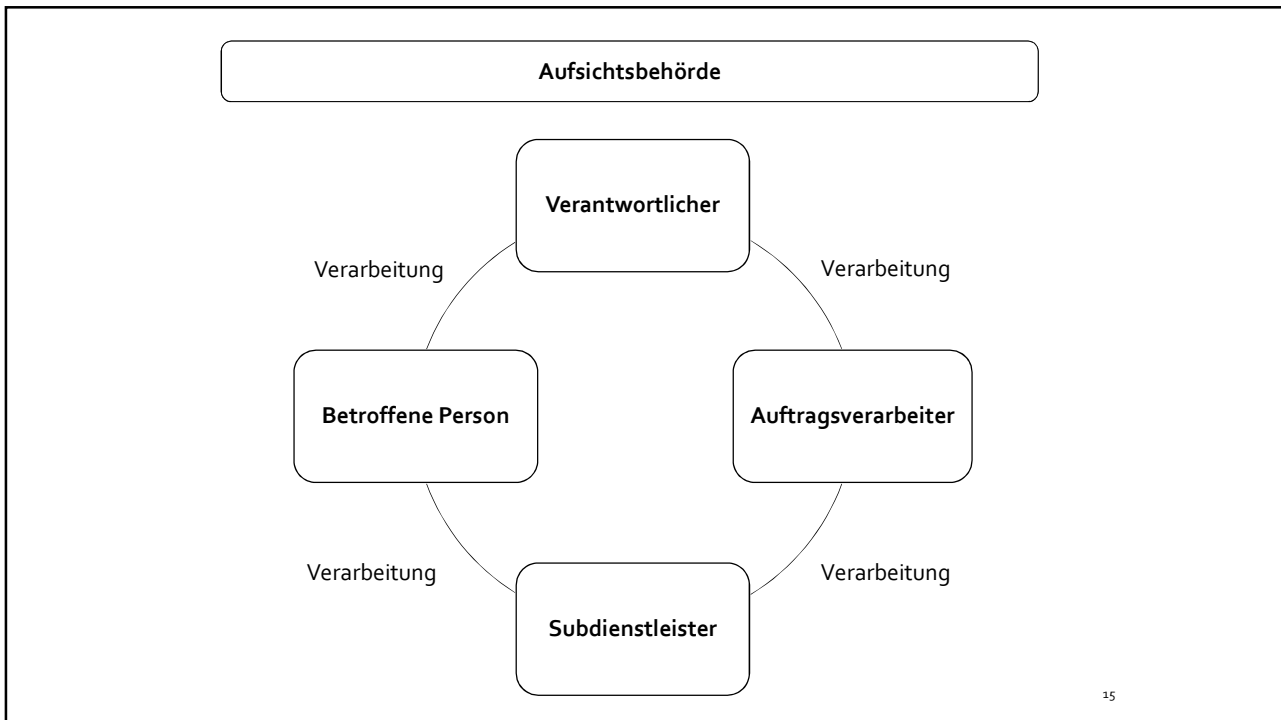 Aufsichtsbehörde
Verantwortlicher
Verarbeitung
Verarbeitung
Betroffene Person
Auftragsverarbeiter
Verarbeitung
Verarbeitung
Subdienstleister
15